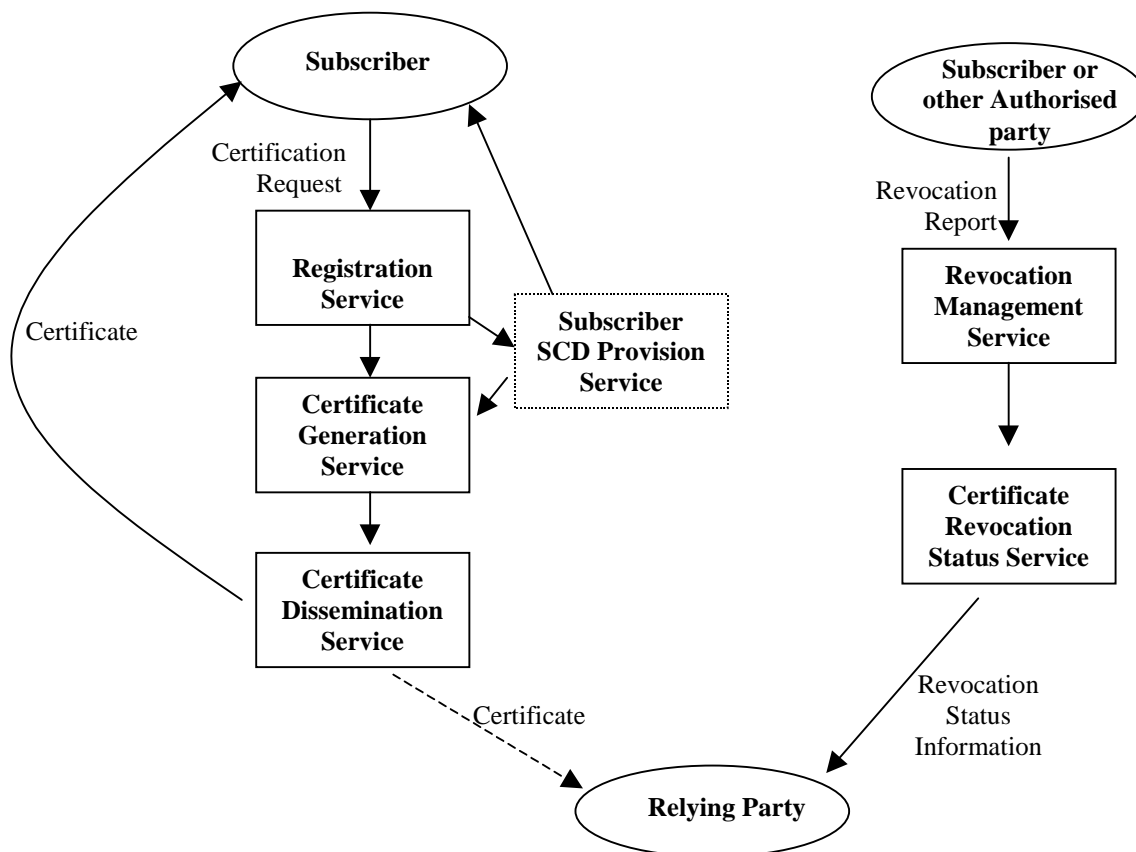 Subscriber
Certification
Request
Registration
Service
Subscriber
SCD Provision
Service
Certificate
Certificate
Generation
Service
Certificate
Dissemination
Service
Certificate
Subscriber or
other Authorised
party
Revocation
Report
Revocation
Management
Service
Certificate
Revocation
Status Service
Revocation
Status
Information
Relying Party